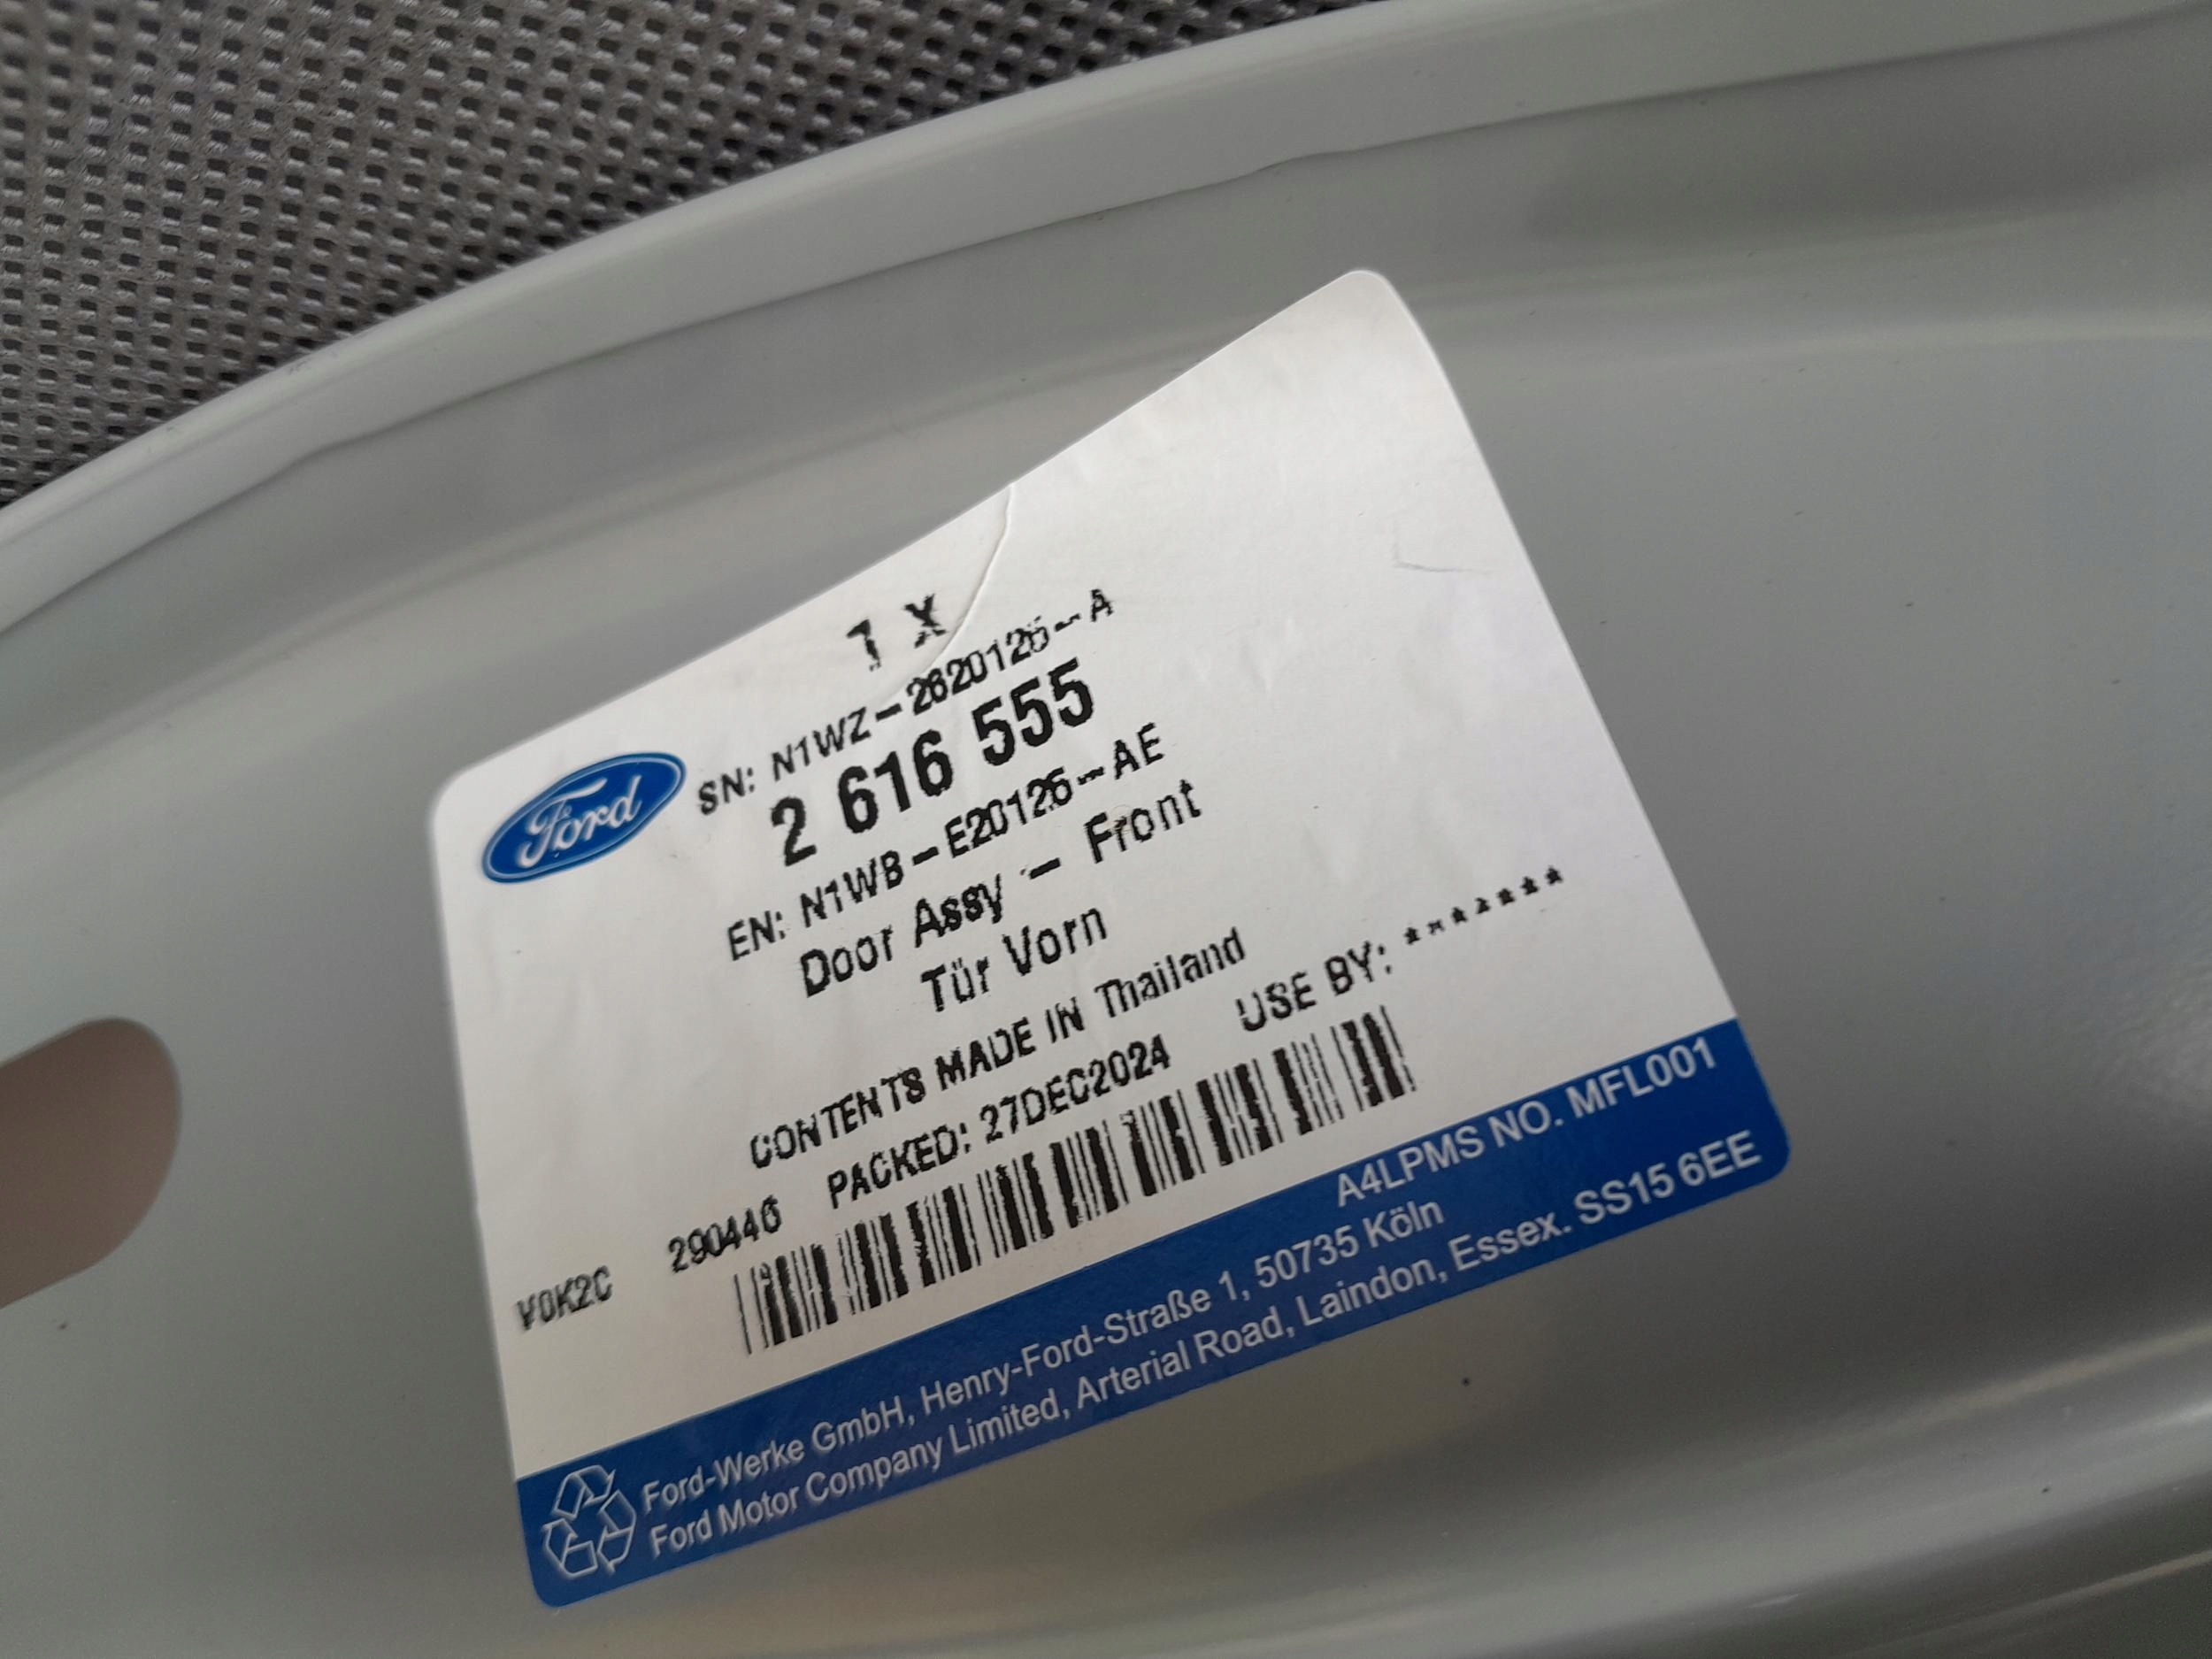 1 X
Ford
SN: N1WZ-2620126-A
2 616 555
EN: N1WB-E20126-AE
Door Assy - Front
Tür Vorn
CONTENTS MADE IN Thailand
V0K2C 290446 PACKED: 27DEC2024 USE BY: *******
A4LPMS NO. MFL001
Ford-Werke GmbH, Henry-Ford-Straße 1, 50735 Köln
Ford Motor Company Limited, Arterial Road, Laindon, Essex. SS15 6EE